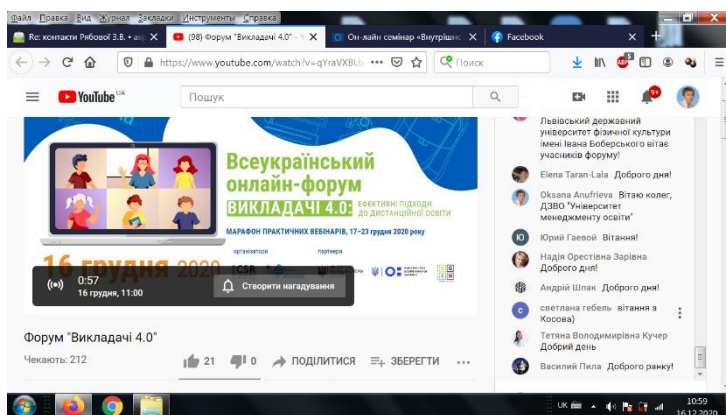 Файл Правка Вид Журнал Закладки Инструменты Справка
Re: контакти Рябової З.В.
(98) Форум "Викладачі 4.0" -
Он-лайн семінар «Внутрішн
Facebook
https://www.youtube.com/watch?v=qYraVXBU
Поиск
YouTube UA
Пошук
9+
Всеукраїнський
онлайн-форум
ВИКЛАДАЧІ 4.0:
ЕФЕКТИВНІ ПІДХОДИ
ДО ДИСТАНЦІЙНОЇ ОСВІТИ
МАРАФОН ПРАКТИЧНИХ ВЕБІНАРІВ, 17–23 грудня 2020 року
організатори
партнери
16 грудня 2020
CSR
0:57
16 грудня, 11:00
Створити нагадування
Форум "Викладачі 4.0"
Чекають: 212
21
0
ПОДІЛИТИСЯ
ЗБЕРЕГТИ
Львівський державний
університет фізичної культури
імені Івана Боберського вітає
учасників форуму!
Elena Taran-Lala Доброго дня!
Oksana Anufrieva Вітаю колег,
ДЗВО "Університет
менеджменту освіти"
Ю
Юрий Гаевой Вітання!
Надія Орестівна Зарівна
Доброго дня!
Андрій Шпак Доброго дня!
с
светлана гебель вітання з
Косова)
Тетяна Володимирівна Кучер
Добрий день
Василий Пила Доброго ранку!
UK
10:59
16.12.2020